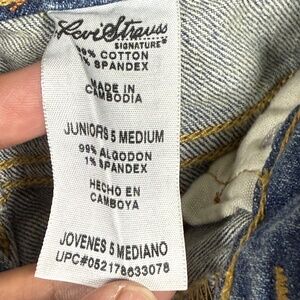 Levi Strauss
SIGNATURE
99% COTTON
1% SPANDEX
MADE IN
CAMBODIA
JUNIORS 5 MEDIUM
99% ALGODON
1% SPANDEX
HECHO EN
CAMBOYA
JOVENES 5 MEDIANO
UPC#052178633078